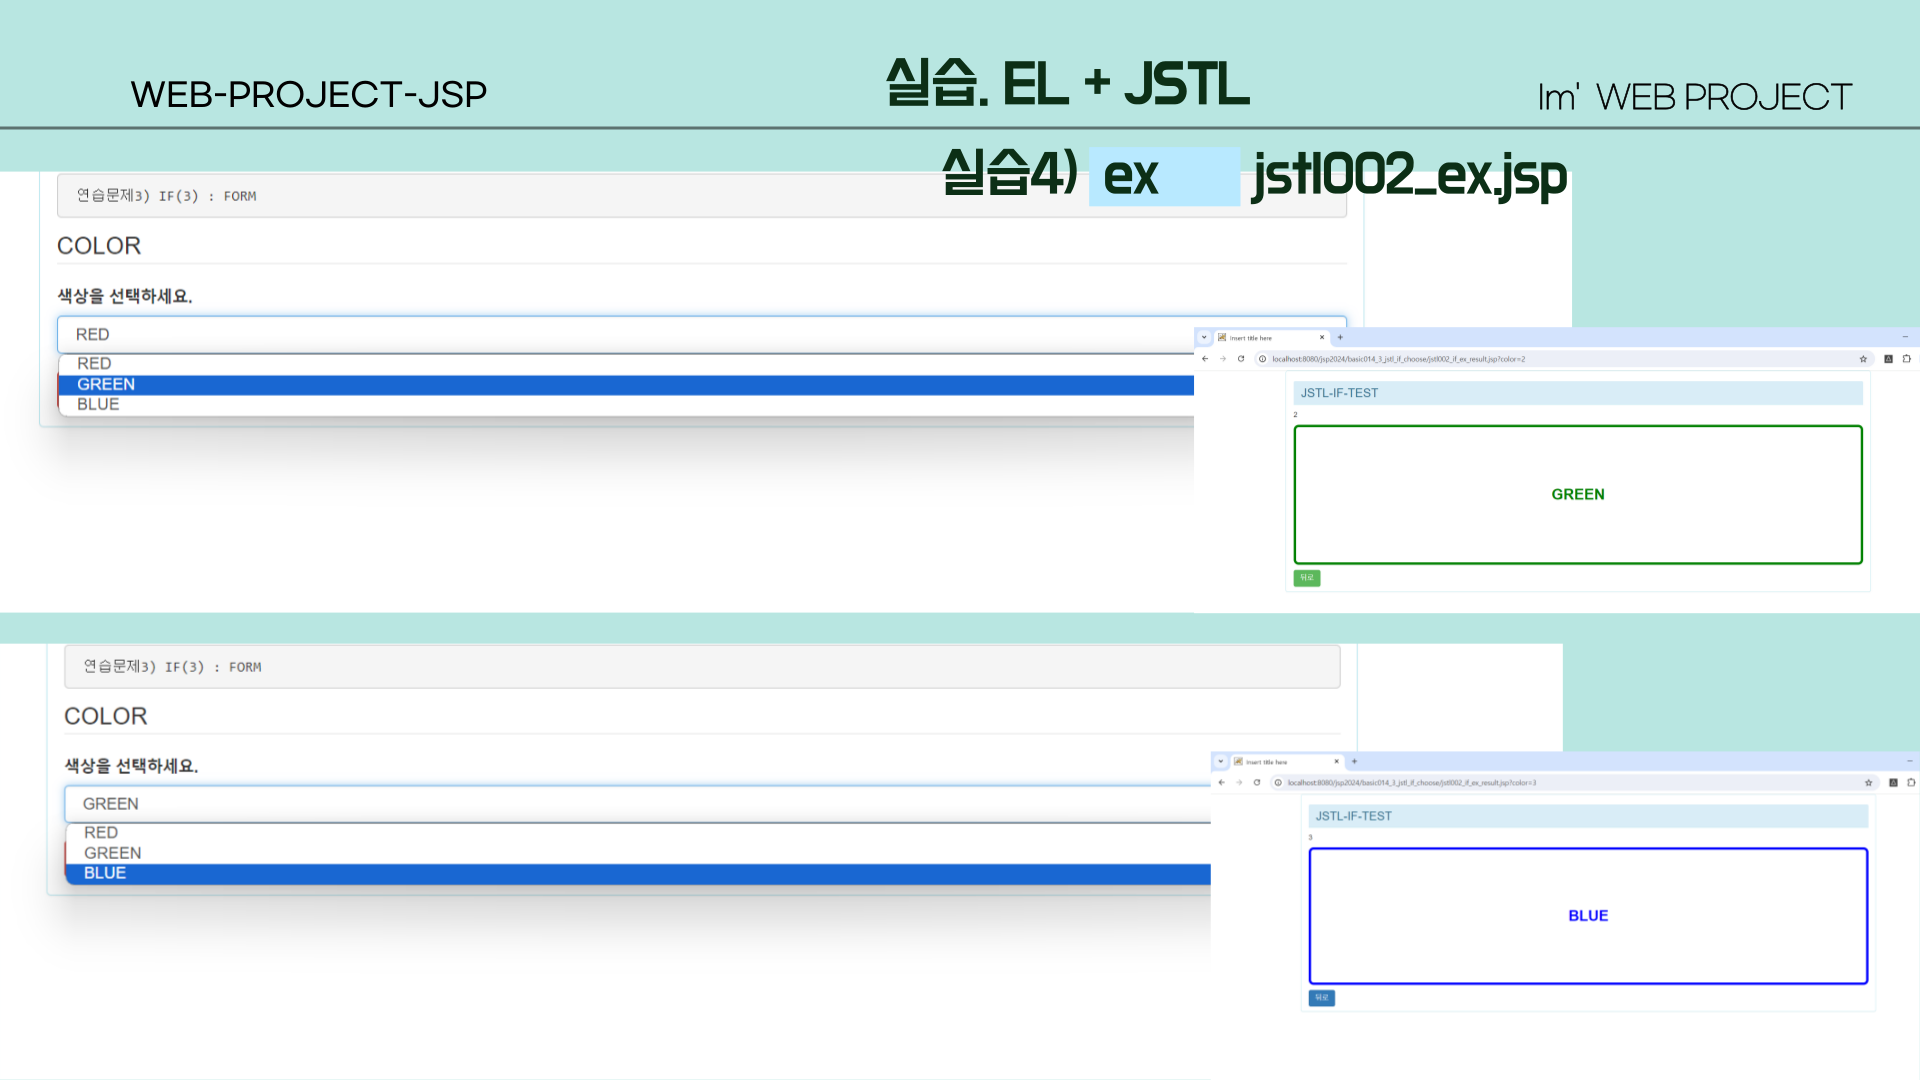 WEB-PROJECT-JSP
실습. EL + JSTL
Im' WEB PROJECT
실습4) ex jstl002_ex.jsp
연습문제3) IF(3) : FORM
COLOR
색상을 선택하세요.
RED
RED
GREEN
BLUE
Insert title here
localhost:8080/jsp2024/basic014_3_jstl_if_choose/jstl002_if_ex_result.jsp?color=2
JSTL-IF-TEST
2
GREEN
뒤로
연습문제3) IF(3) : FORM
COLOR
색상을 선택하세요.
GREEN
RED
GREEN
BLUE
Insert title here
localhost:8080/jsp2024/basic014_3_jstl_if_choose/jstl002_if_ex_result.jsp?color=3
JSTL-IF-TEST
3
BLUE
뒤로